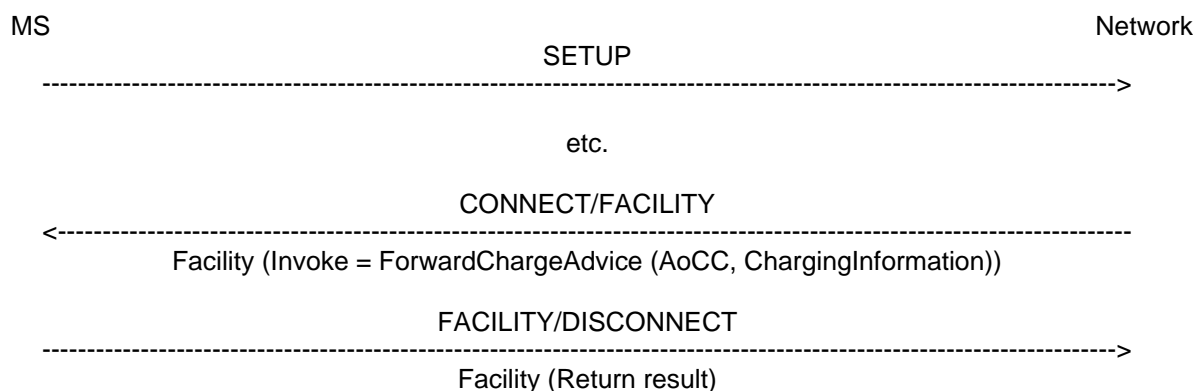 MS Network
SETUP
-------------------------------------------------------------------------------------------------------------------->
etc.
CONNECT/FACILITY
<--------------------------------------------------------------------------------------------------------------------
Facility (Invoke = ForwardChargeAdvice (AoCC, ChargingInformation))
FACILITY/DISCONNECT
-------------------------------------------------------------------------------------------------------------------->
Facility (Return result)